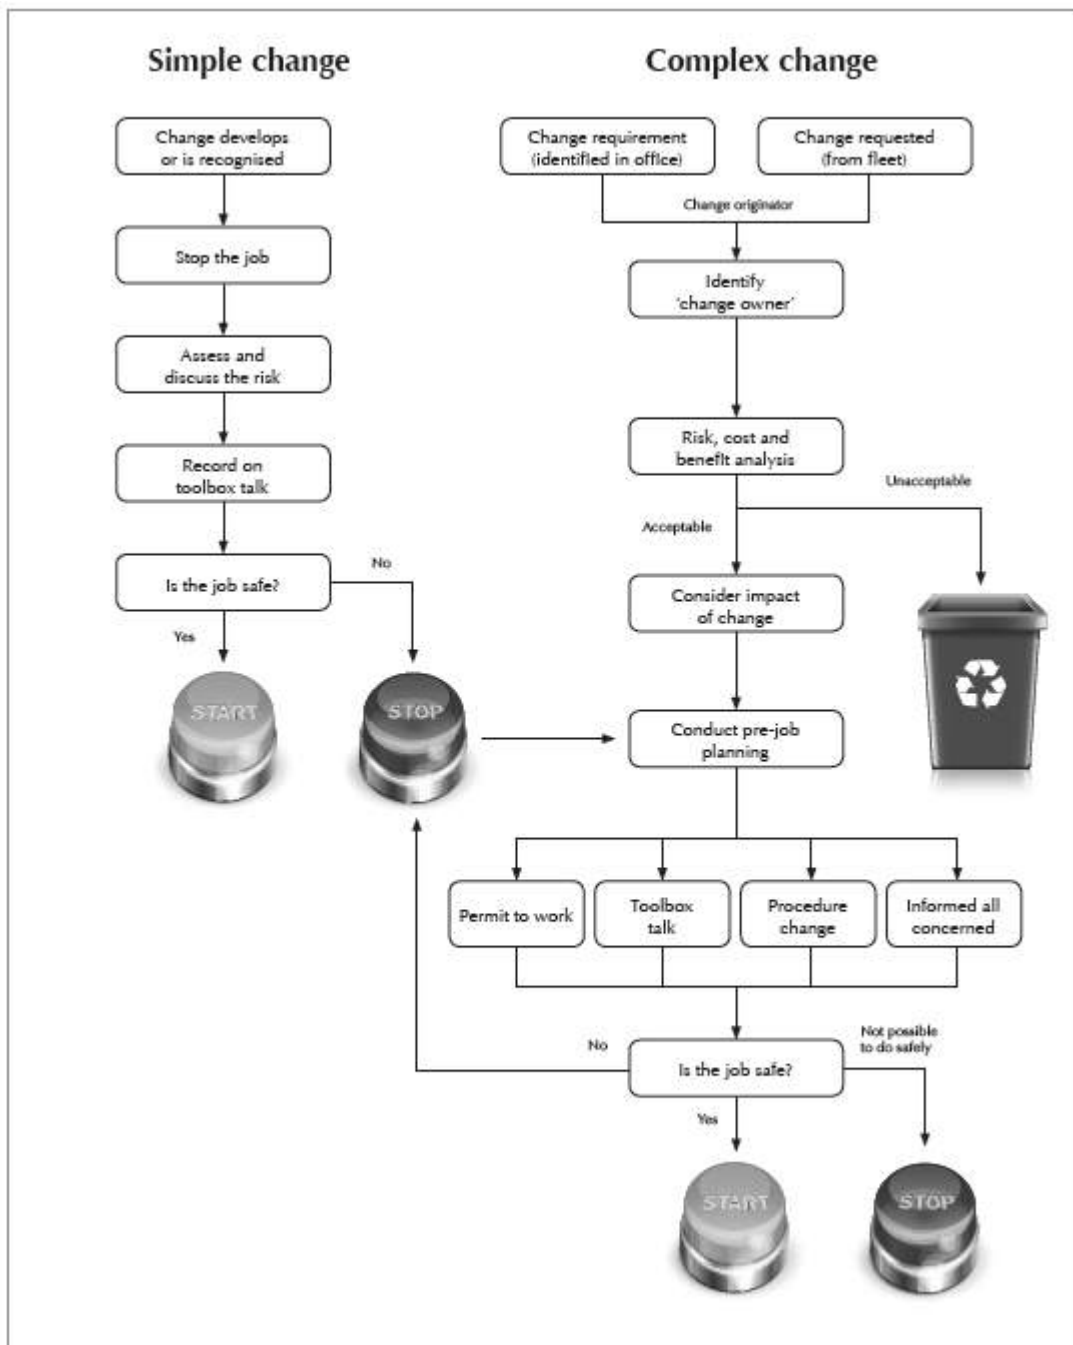 Simple change
Change develops
or is recognised
Stop the job
Assess and
discuss the risk
Record on
toolbox talk
Is the job safe?
No
Yes
START
STOP
Complex change
Change requirement
(identified in office)
Change requested
(from fleet)
Change originator
Identify
‘change owner’
Risk, cost and
benefit analysis
Unacceptable
Acceptable
Consider impact
of change
Conduct pre-job
planning
Permit to work
Toolbox
talk
Procedure
change
Informed all
concerned
No
Is the job safe?
Not possible
to do safely
Yes
START
STOP